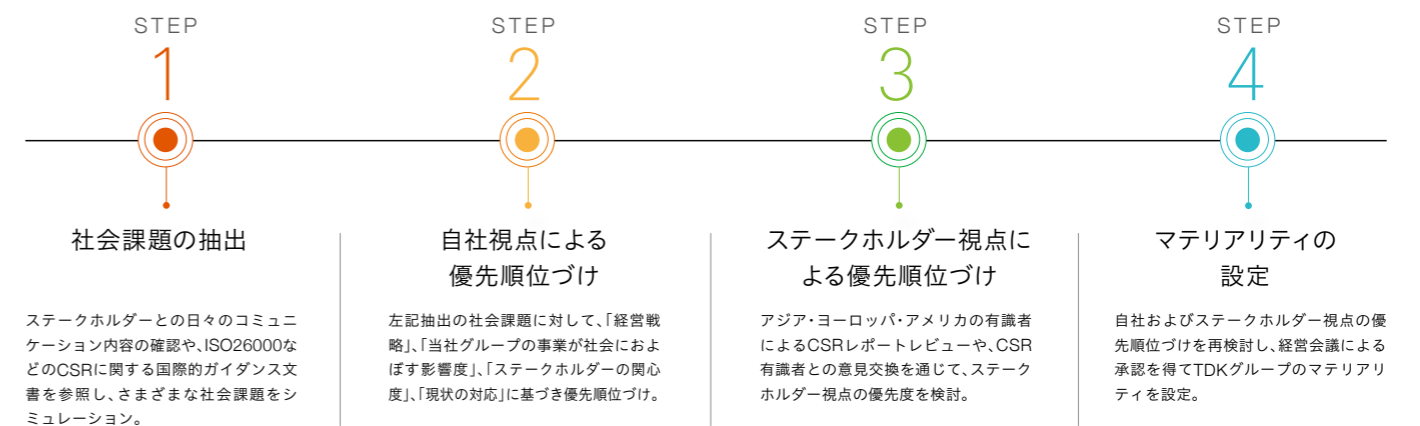 STEP
1
社会課題の抽出
ステークホルダーとの日々のコミュニ
ケーション内容の確認や、ISO26000な
どのCSRに関する国際的ガイダンス文
書を参照し、さまざまな社会課題をシ
ミュレーション。
STEP
2
自社視点による
優先順位づけ
左記抽出の社会課題に対して、「経営戦
略」、「当社グループの事業が社会におよ
ぼす影響度」、「ステークホルダーの関心
度」、「現状の対応」に基づき優先順位づけ。
STEP
3
ステークホルダー視点に
よる優先順位づけ
アジア・ヨーロッパ・アメリカの有識者
によるCSRレポートレビューや、CSR
有識者との意見交換を通じて、ステーク
ホルダー視点の優先度を検討。
STEP
4
マテリアリティの
設定
自社およびステークホルダー視点の優
先順位づけを再検討し、経営会議による
承認を得てTDKグループのマテリアリ
ティを設定。